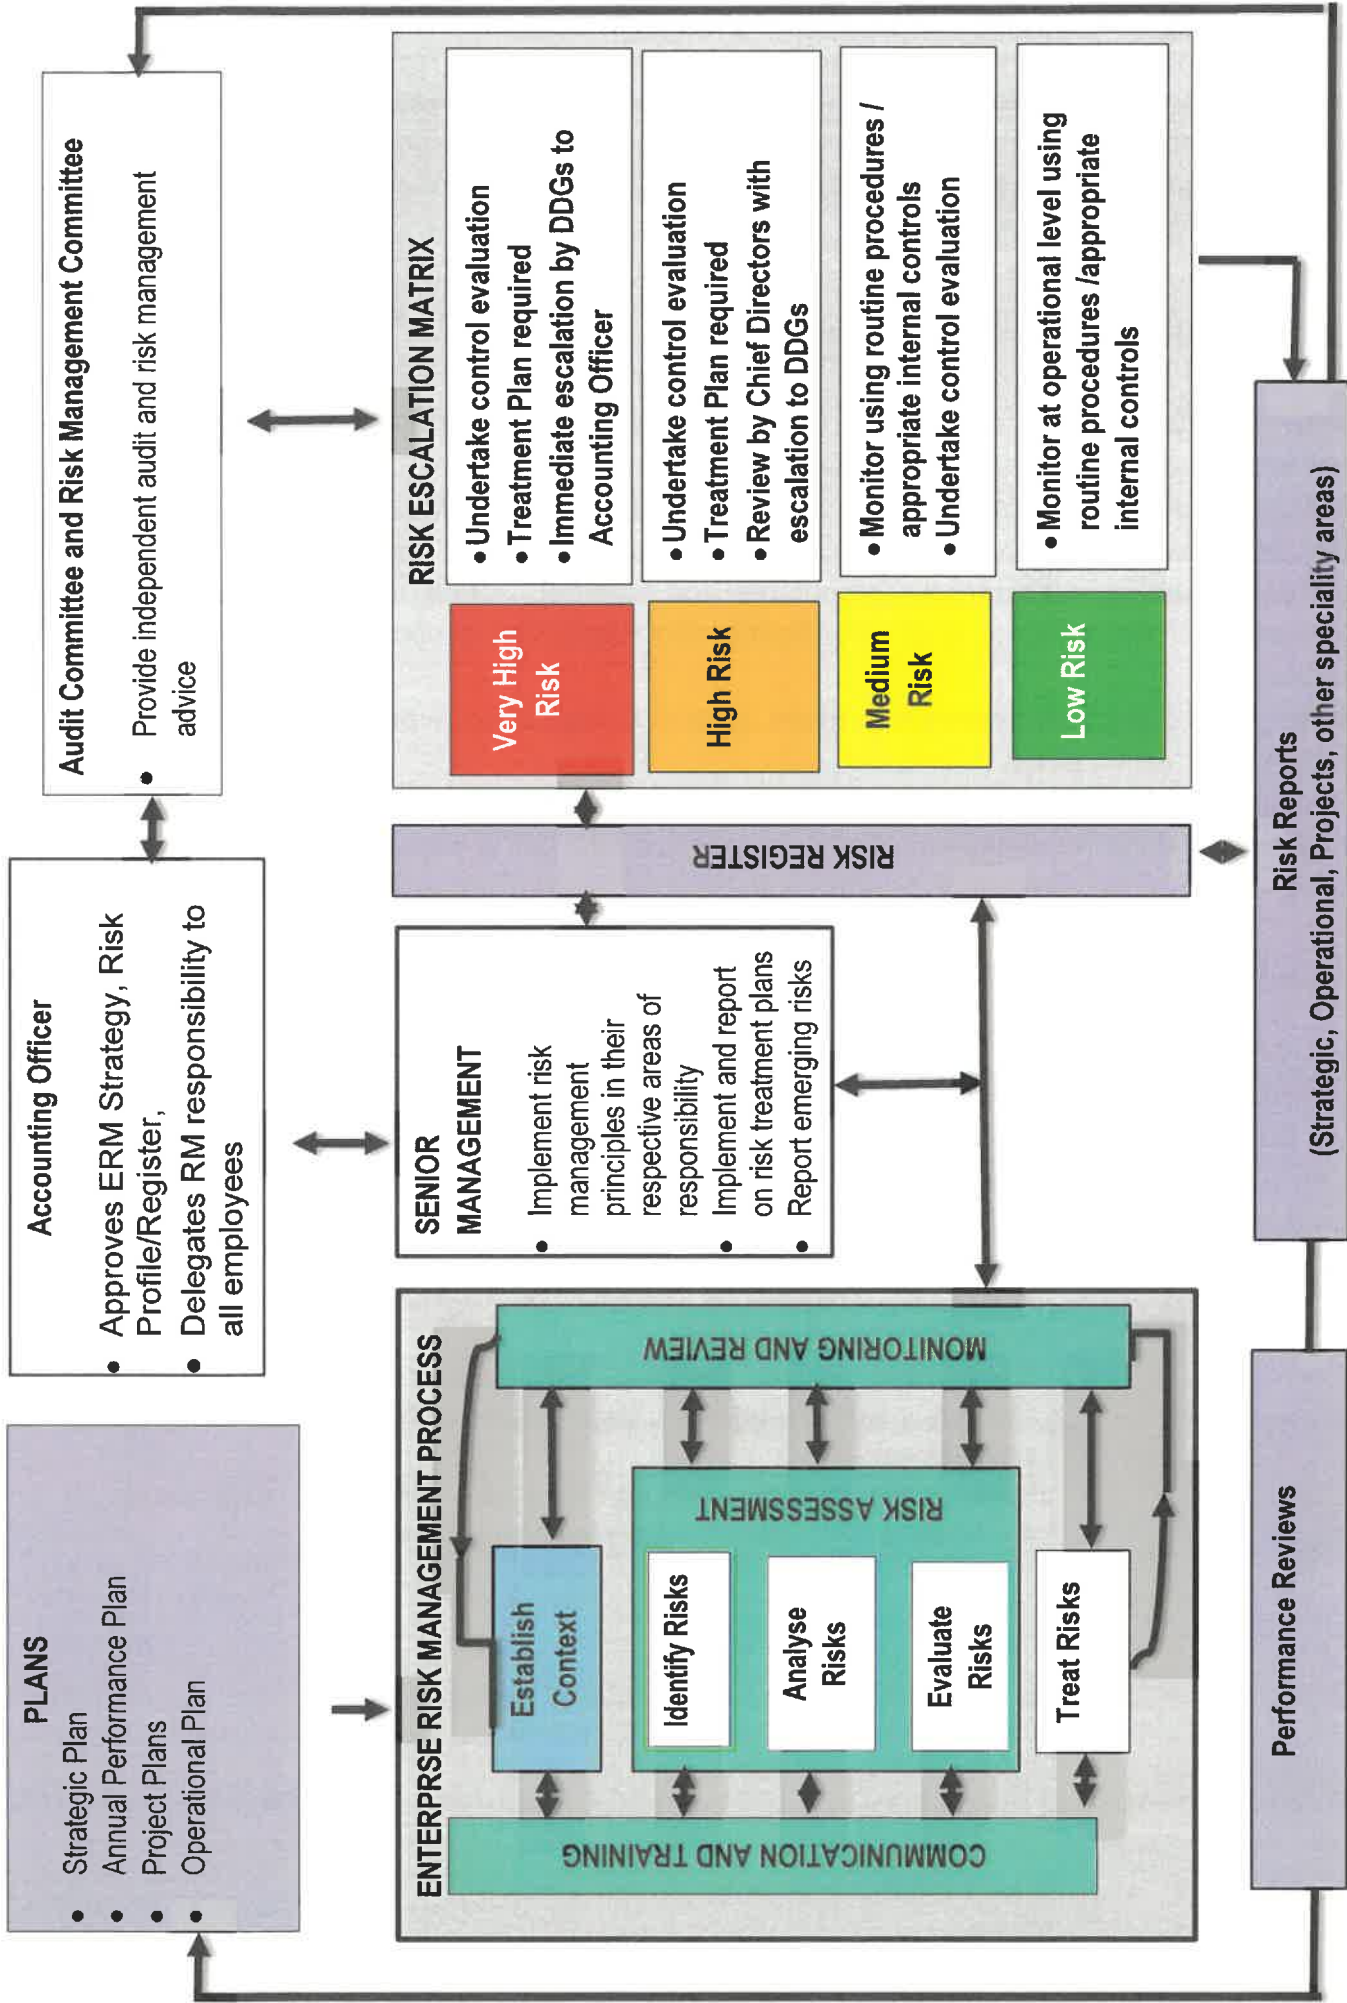 PLANS
• Strategic Plan
• Annual Performance Plan
• Project Plans
• Operational Plan
Accounting Officer
• Approves ERM Strategy, Risk
Profile/Register,
• Delegates RM responsibility to
all employees
Audit Committee and Risk Management Committee
• Provide independent audit and risk management
advice
ENTERPRSE RISK MANAGEMENT PROCESS
COMMUNICATION AND TRAINING
Establish
Context
RISK ASSESSMENT
Identify Risks
Analyse
Risks
Evaluate
Risks
Treat Risks
MONITORING AND REVIEW
SENIOR
MANAGEMENT
• Implement risk
management
principles in their
respective areas of
responsibility
• Implement and report
on risk treatment plans
• Report emerging risks
RISK REGISTER
RISK ESCALATION MATRIX
Very High
Risk
• Undertake control evaluation
• Treatment Plan required
• Immediate escalation by DDGs to
Accounting Officer
High Risk
• Undertake control evaluation
• Treatment Plan required
• Review by Chief Directors with
escalation to DDGs
Medium
Risk
• Monitor using routine procedures /
appropriate internal controls
• Undertake control evaluation
Low Risk
• Monitor at operational level using
routine procedures /appropriate
internal controls
Performance Reviews
Risk Reports
(Strategic, Operational, Projects, other speciality areas)